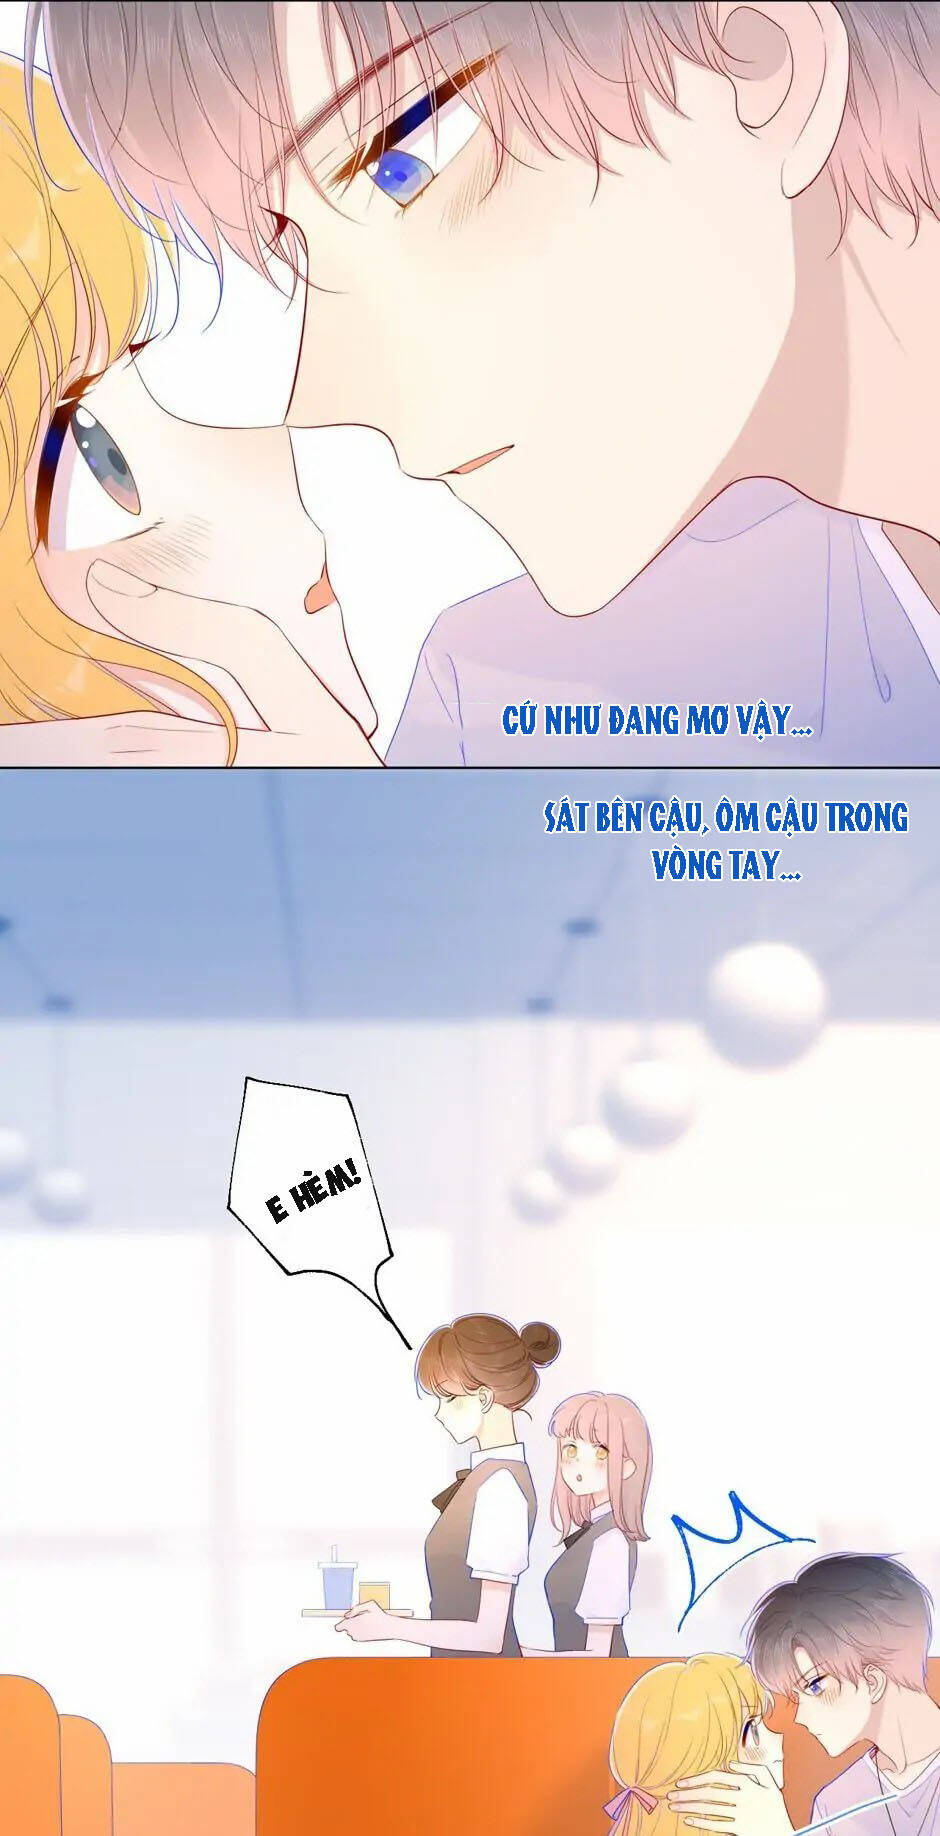 CỨ NHƯ ĐANG MƠ VẬY...
SÁT BÊN CẬU, ÔM CẬU TRONG
VÒNG TAY...
E HÈM!